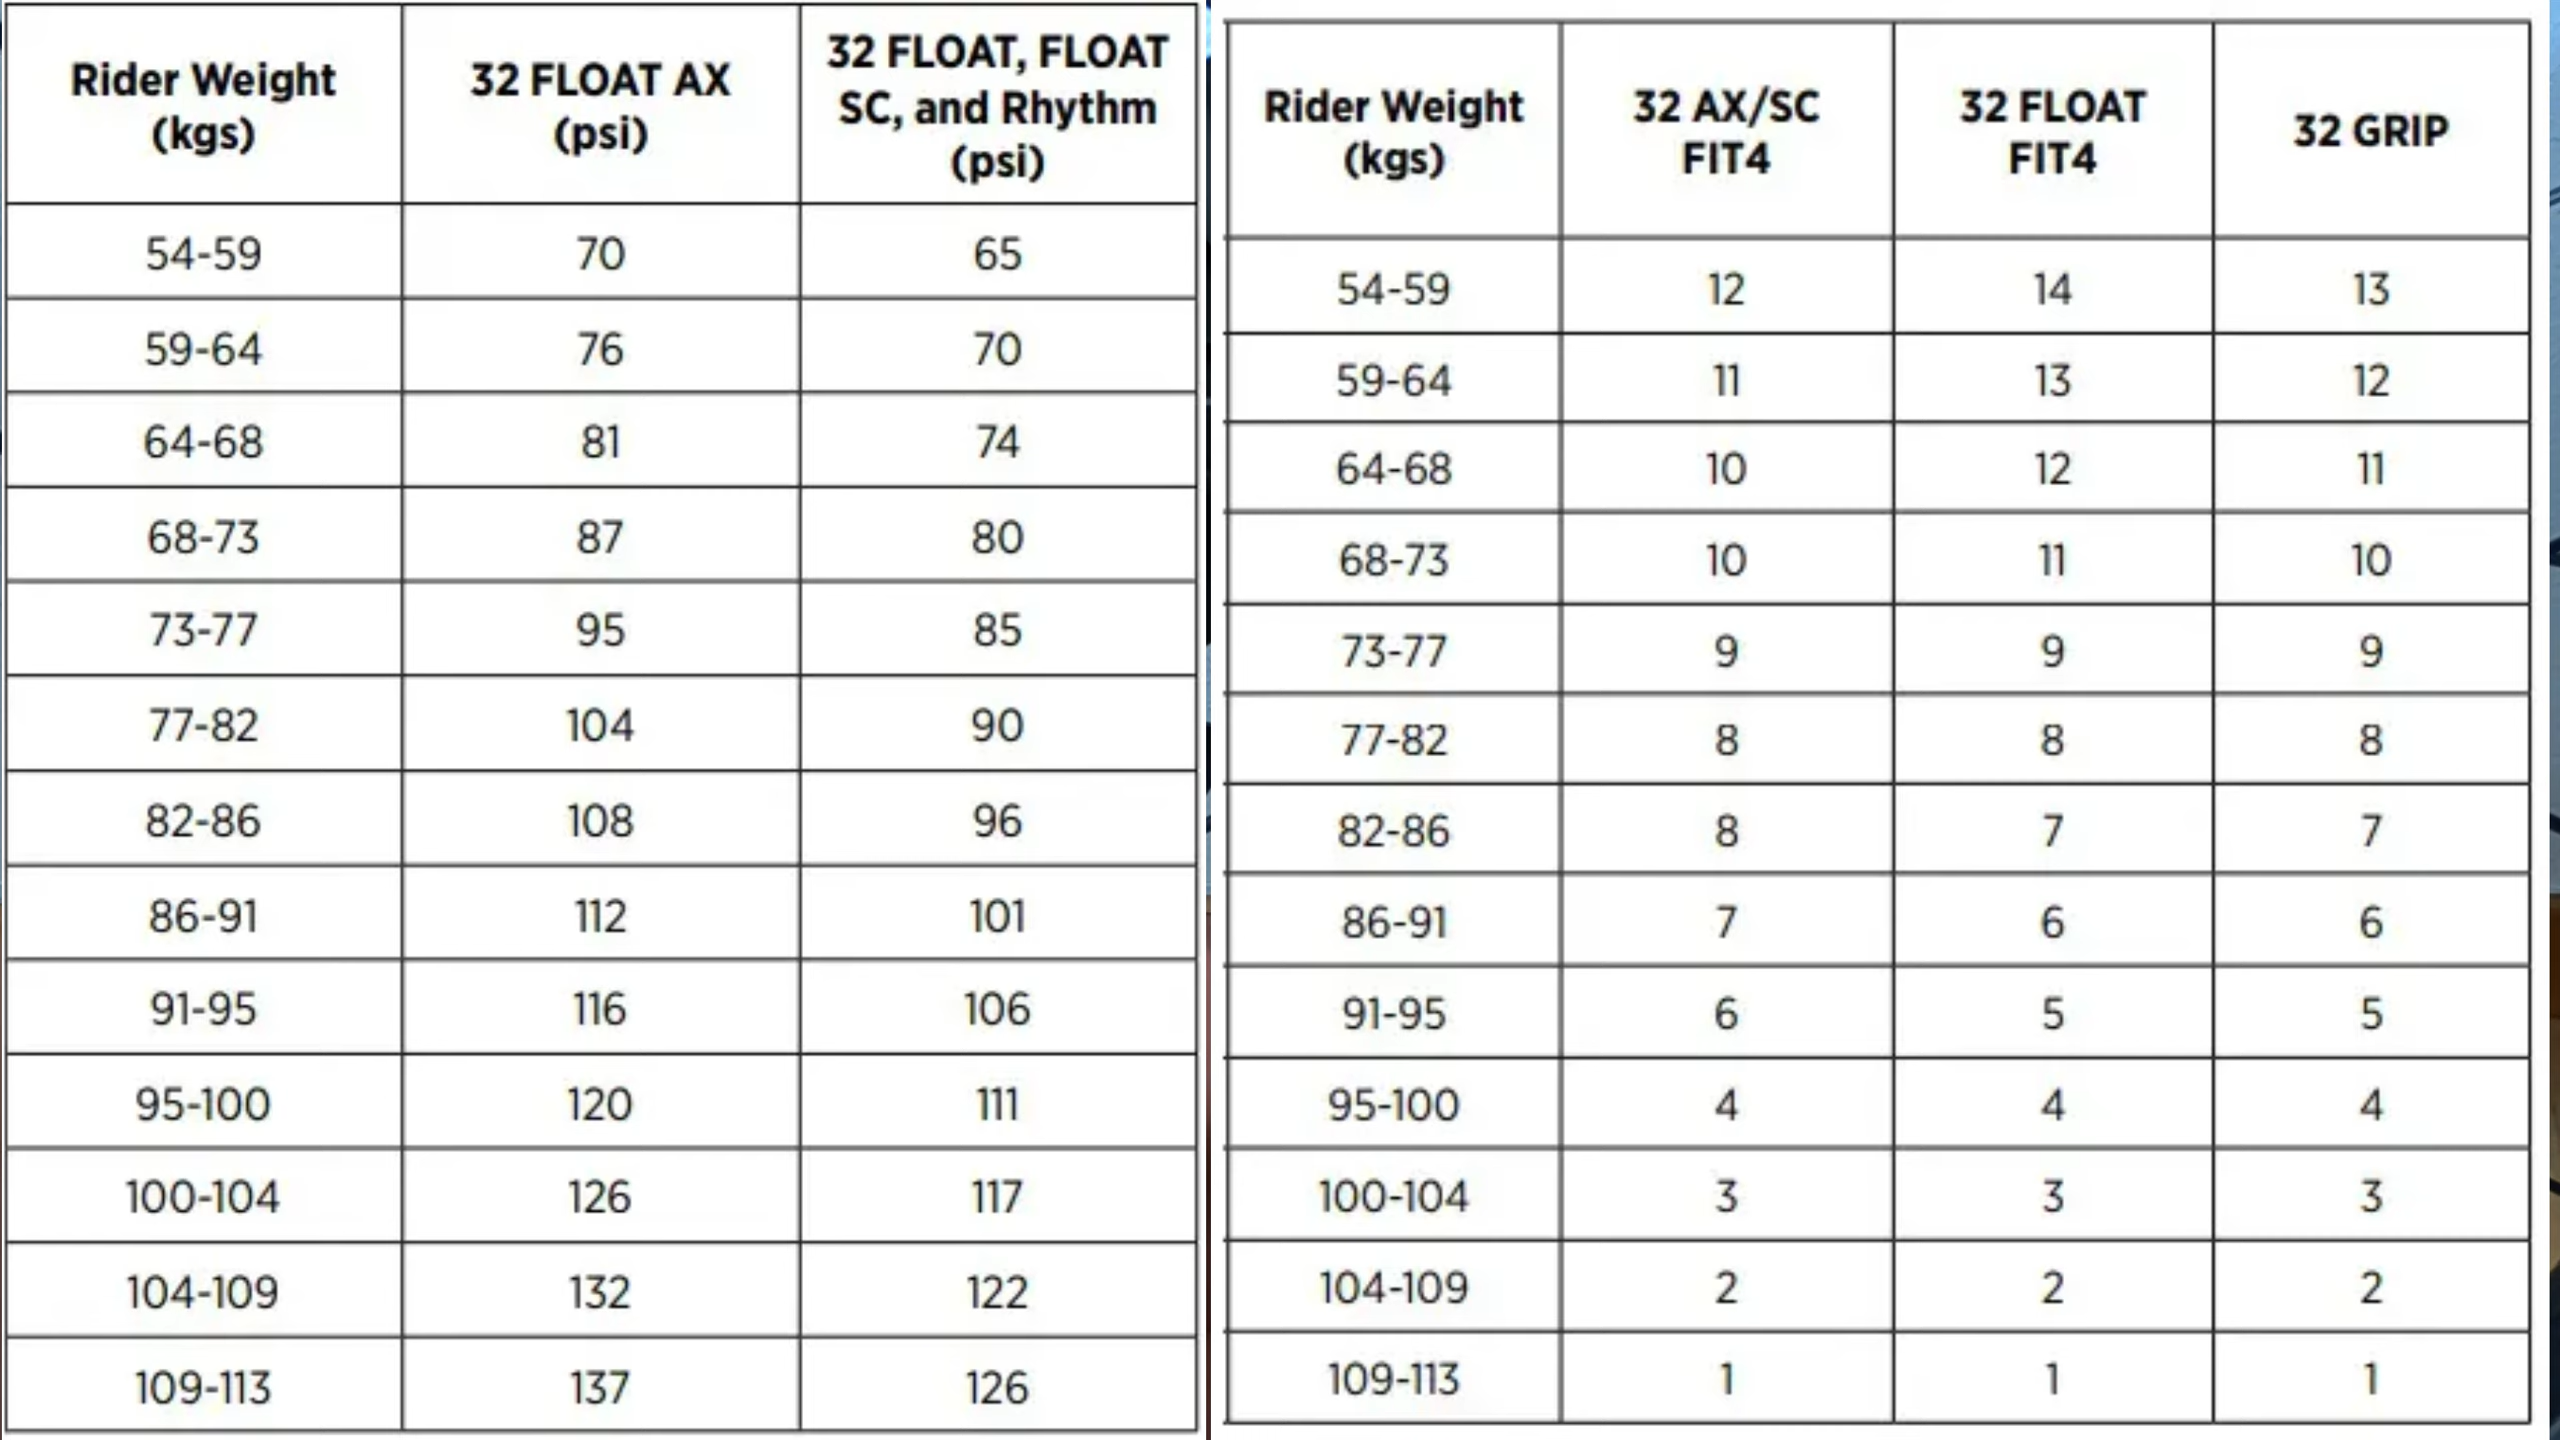 Rider Weight (kgs) 32 FLOAT AX (psi) 32 FLOAT, FLOAT SC, and Rhythm (psi)
54-59 70 65
59-64 76 70
64-68 81 74
68-73 87 80
73-77 95 85
77-82 104 90
82-86 108 96
86-91 112 101
91-95 116 106
95-100 120 111
100-104 126 117
104-109 132 122
109-113 137 126
Rider Weight (kgs) 32 AX/SC FIT4 32 FLOAT FIT4 32 GRIP
54-59 12 14 13
59-64 11 13 12
64-68 10 12 11
68-73 10 11 10
73-77 9 9 9
77-82 8 8 8
82-86 8 7 7
86-91 7 6 6
91-95 6 5 5
95-100 4 4 4
100-104 3 3 3
104-109 2 2 2
109-113 1 1 1